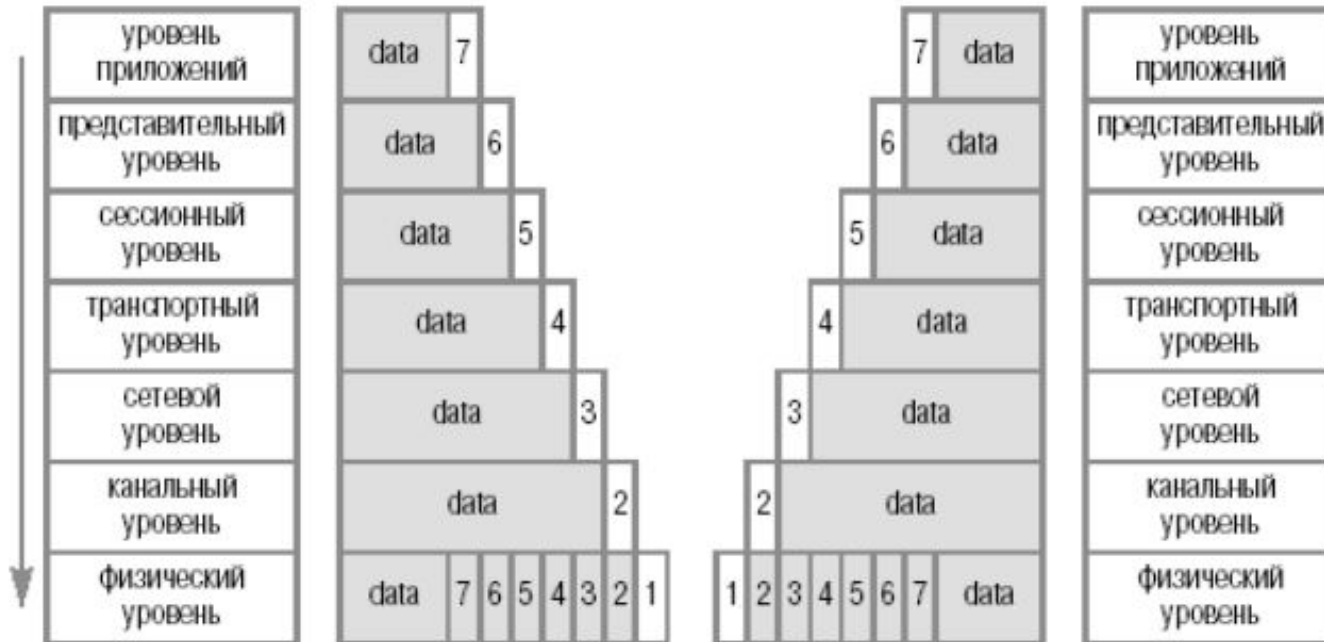 уровень
приложений
data 7
7 data
уровень
приложений
представительный
уровень
data 6
6 data
представительный
уровень
сессионный
уровень
data 5
5 data
сессионный
уровень
транспортный
уровень
data 4
4 data
транспортный
уровень
сетевой
уровень
data 3
3 data
сетевой
уровень
канальный
уровень
data 2
2 data
канальный
уровень
физический
уровень
data 7 6 5 4 3 2 1
1 2 3 4 5 6 7 data
физический
уровень